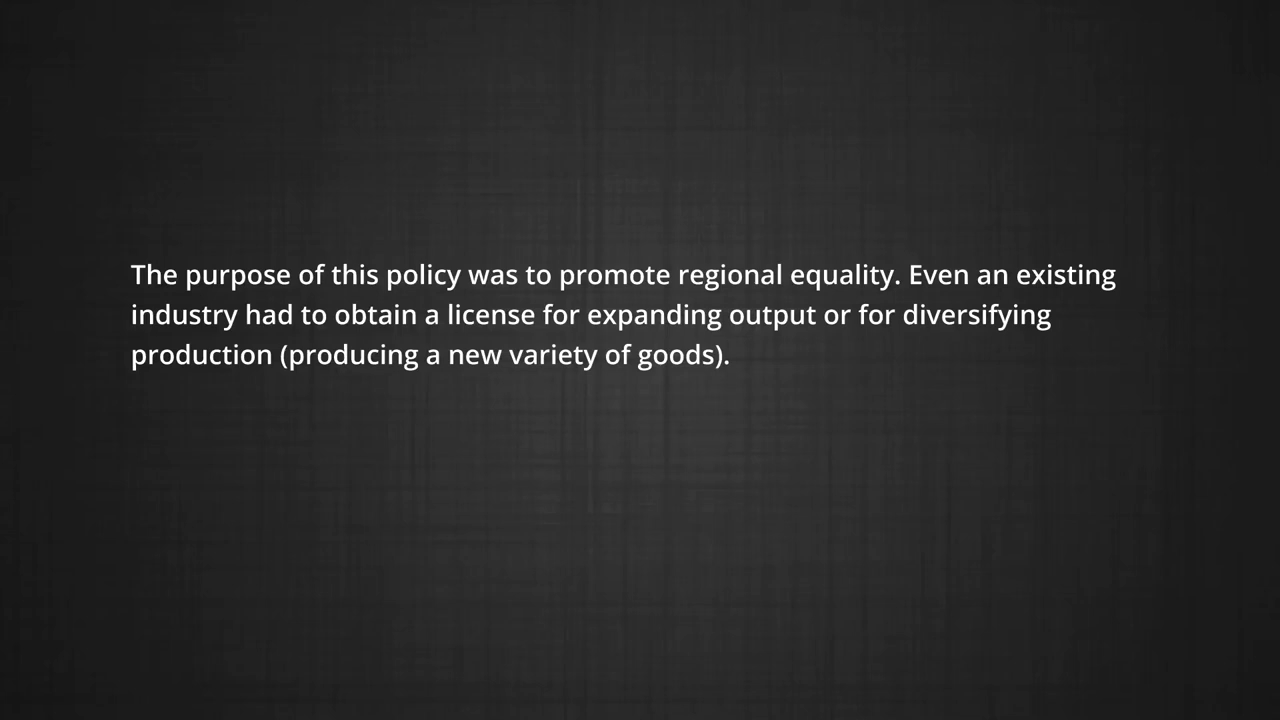 The purpose of this policy was to promote regional equality. Even an existing
industry had to obtain a license for expanding output or for diversifying
production (producing a new variety of goods).